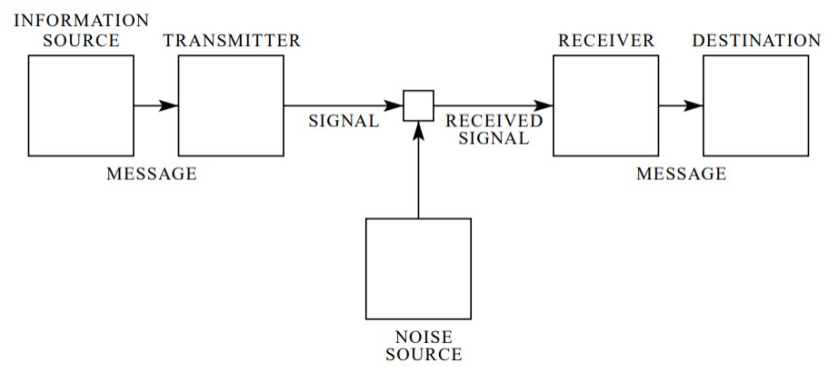 INFORMATION
SOURCE
TRANSMITTER
RECEIVER
DESTINATION
SIGNAL
RECEIVED
SIGNAL
MESSAGE
MESSAGE
NOISE
SOURCE